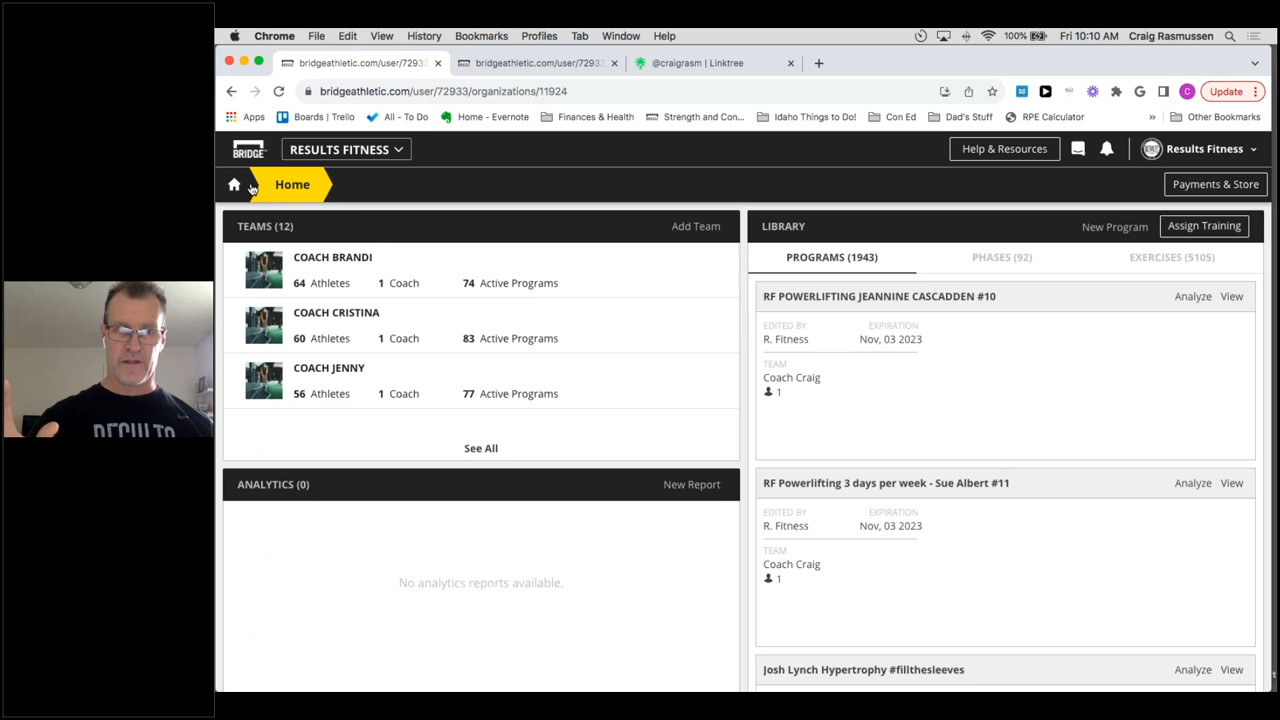 Chrome File Edit View History Bookmarks Profiles Tab Window Help 100% Fri 10:10 AM Craig Rasmussen
bridgeathletic.com/user/7293 bridgeathletic.com/user/7293 @craigrasm | Linktree
bridgeathletic.com/user/72933/organizations/11924 C Update
Apps Boards | Trello All - To Do Home - Evernote Finances & Health Strength and Con... Idaho Things to Do! Con Ed Dad's Stuff RPE Calculator » Other Bookmarks
BRIDGE RESULTS FITNESS Help & Resources Results Fitness
Home Payments & Store
TEAMS (12) Add Team
COACH BRANDI
64 Athletes 1 Coach 74 Active Programs
COACH CRISTINA
60 Athletes 1 Coach 83 Active Programs
COACH JENNY
56 Athletes 1 Coach 77 Active Programs
See All
ANALYTICS (0) New Report
No analytics reports available.
LIBRARY New Program Assign Training
PROGRAMS (1943) PHASES (92) EXERCISES (5105)
RF POWERLIFTING JEANNINE CASCADDEN #10 Analyze View
EDITED BY EXPIRATION
R. Fitness Nov, 03 2023
TEAM
Coach Craig
1
RF Powerlifting 3 days per week - Sue Albert #11 Analyze View
EDITED BY EXPIRATION
R. Fitness Nov, 03 2023
TEAM
Coach Craig
1
Josh Lynch Hypertrophy #fillthesleeves Analyze View